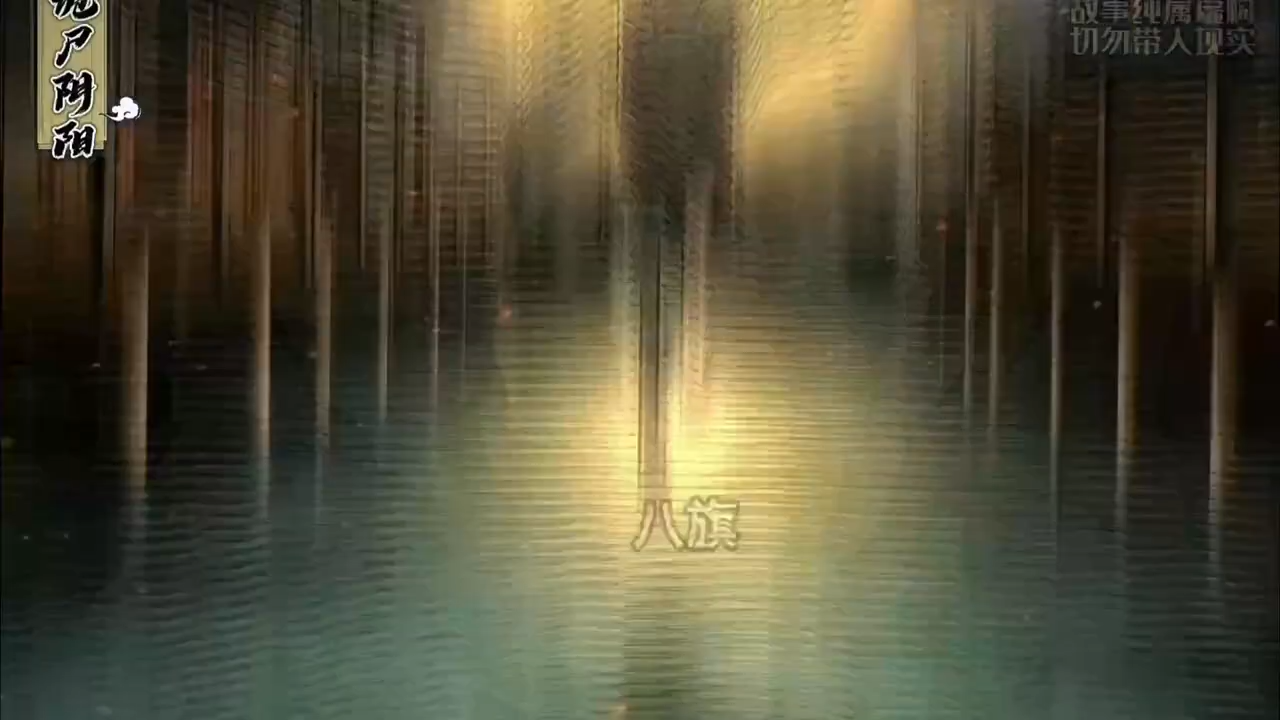 尸阴阳
故事纯属虚构
切勿带入现实
八旗